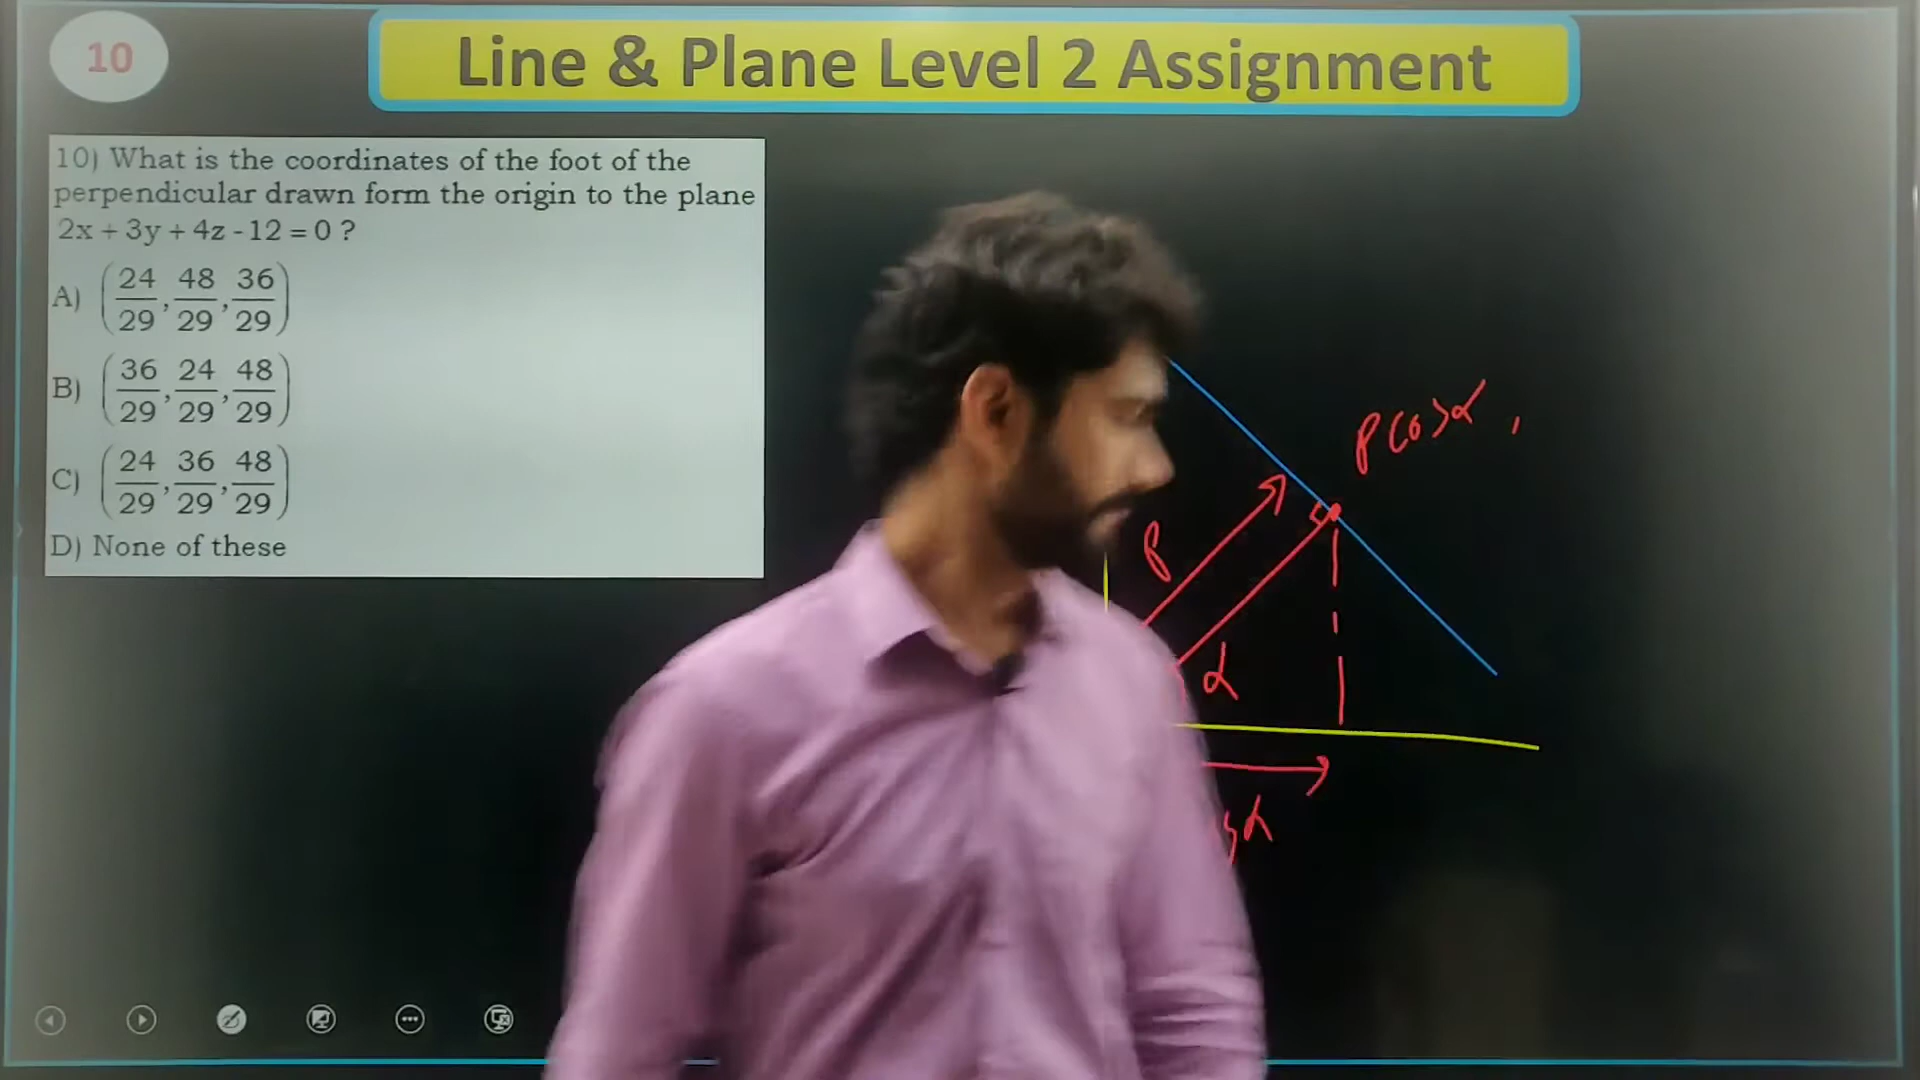 10
Line & Plane Level 2 Assignment
10) What is the coordinates of the foot of the
perpendicular drawn form the origin to the plane
2x + 3y + 4z - 12 = 0 ?
A) (24/29, 48/29, 36/29)
B) (36/29, 24/29, 48/29)
C) (24/29, 36/29, 48/29)
D) None of these
P cosα ,
P
α
sα